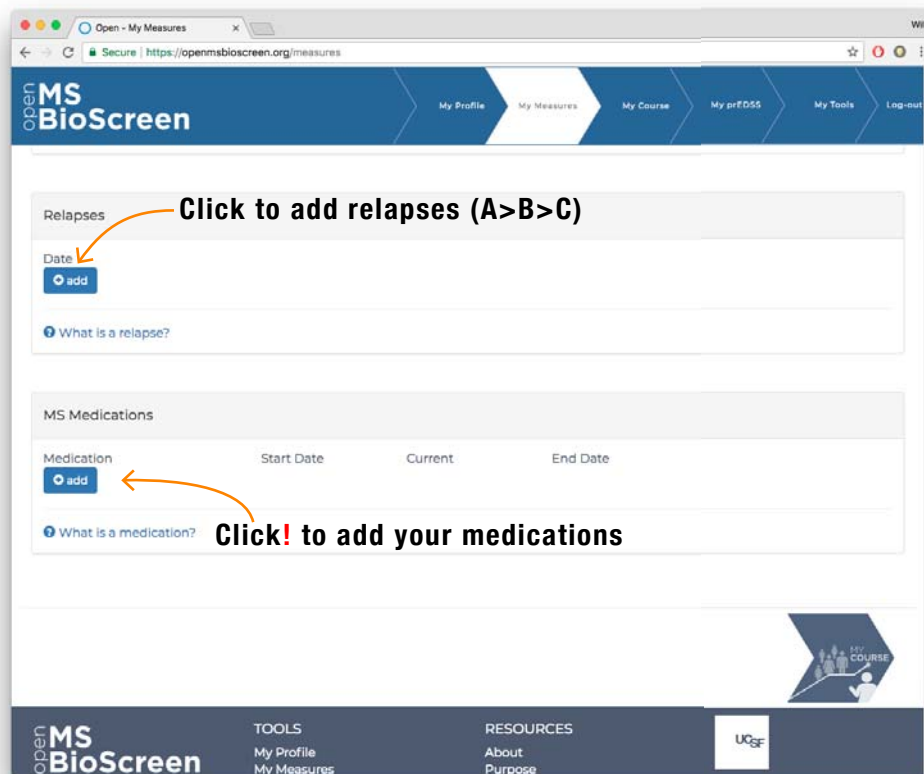 Open - My Measures
Wil
Secure | https://openmsbioscreen.org/measures
open MS BioScreen
My Profile
My Measures
My Course
My prEDSS
My Tools
Log-out
Relapses
Click to add relapses (A>B>C)
Date
add
What is a relapse?
MS Medications
Medication Start Date Current End Date
add
What is a medication?
Click! to add your medications
MY
COURSE
open MS BioScreen
TOOLS
My Profile
My Measures
RESOURCES
About
Purpose
UCSF